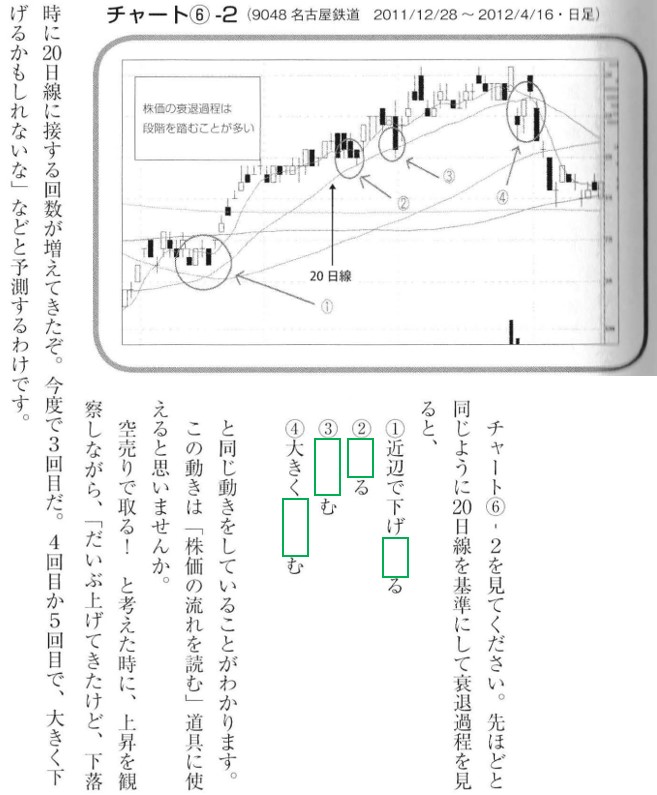 チャート⑥-2（9048 名古屋鉄道　2011/12/28 ～ 2012/4/16・日足）
株価の衰退過程は
段階を踏むことが多い
①
②
③
④
20日線
チャート⑥-2を見てください。先ほどと
同じように20日線を基準にして衰退過程を見
ると、
①近辺で下げ る
② る
③ む
④大きく む
と同じ動きをしていることがわかります。
この動きは「株価の流れを読む」道具に使
えると思いませんか。
空売りで取る！　と考えた時に、上昇を観
察しながら、「だいぶ上げてきたけど、下落
時に20日線に接する回数が増えてきたぞ。今度で３回目だ。４回目から５回目で、大きく下
げるかもしれないな」などと予測するわけです。